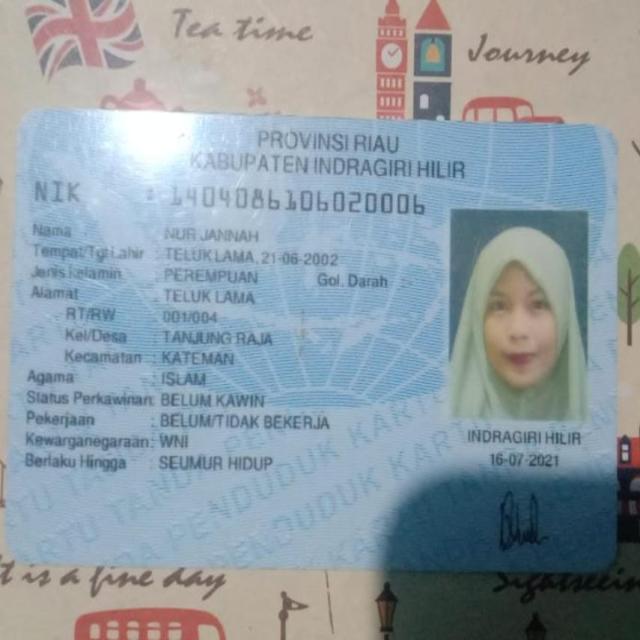 Tea time
Journey
PROVINSI RIAU
KABUPATEN INDRAGIRI HILIR
NIK : 1404086106020006
Nama : NUR JANNAH
Tempat/Tgl Lahir : TELUK LAMA, 21-06-2002
Jenis kelamin : PEREMPUAN Gol. Darah
Alamat : TELUK LAMA
RT/RW : 001/004
Kel/Desa : TANJUNG RAJA
Kecamatan : KATEMAN
Agama : ISLAM
Status Perkawinan: BELUM KAWIN
Pekerjaan : BELUM/TIDAK BEKERJA
Kewarganegaraan: WNI
Berlaku Hingga : SEUMUR HIDUP
INDRAGIRI HILIR
16-07-2021
KARTU TANDA PENDUDUK
it is a fine day
Sightseein